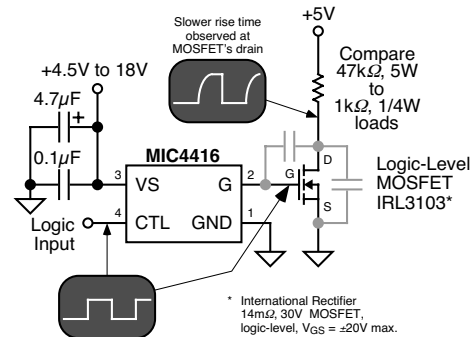 Slower rise time
observed at
MOSFET's drain
+5V
Compare
47kΩ, 5W
to
1kΩ, 1/4W
loads
+4.5V to 18V
4.7µF
+
0.1µF
MIC4416
3
VS
G
2
4
CTL
GND
1
G
D
S
Logic
Input
Logic-Level
MOSFET
IRL3103*
* International Rectifier
14mΩ, 30V MOSFET,
logic-level, VGS = ±20V max.